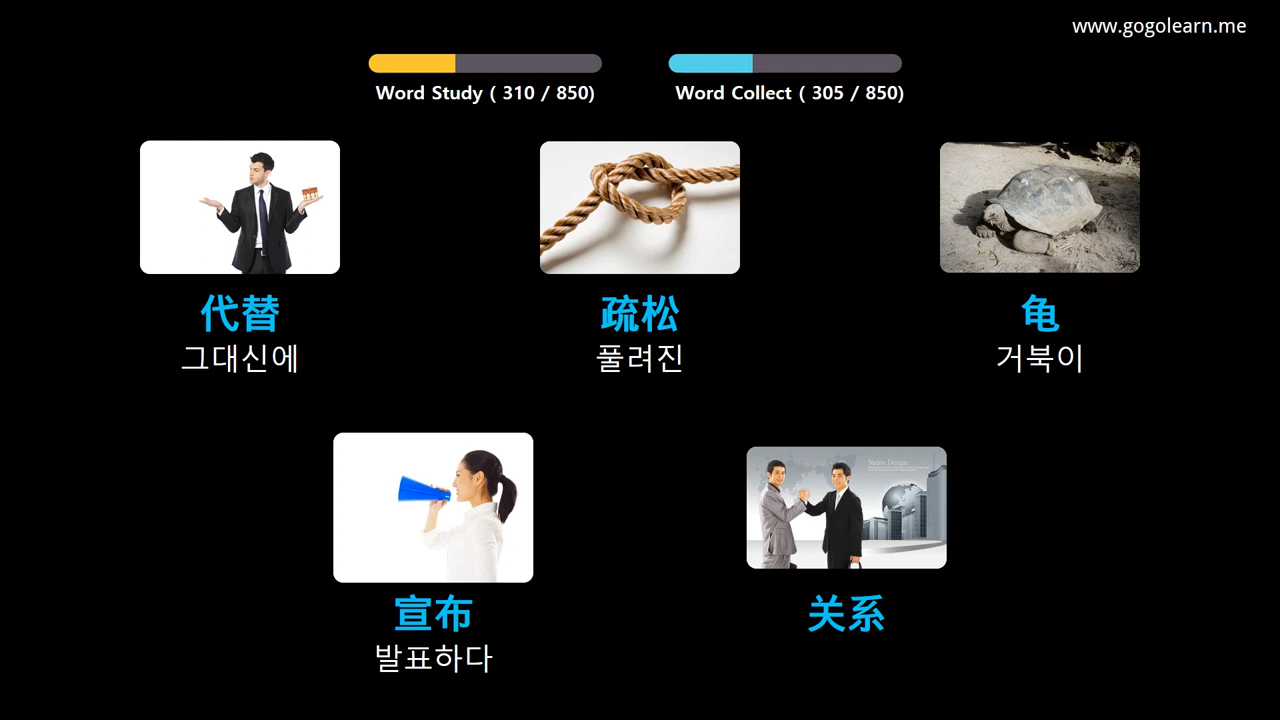 www.gogolearn.me
Word Study ( 310 / 850)
Word Collect ( 305 / 850)
代替
그대신에
疏松
풀려진
龟
거북이
宣布
발표하다
关系